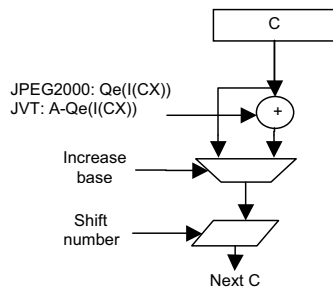 C
JPEG2000: Qe(I(CX))
JVT: A-Qe(I(CX))
+
Increase
base
Shift
number
Next C